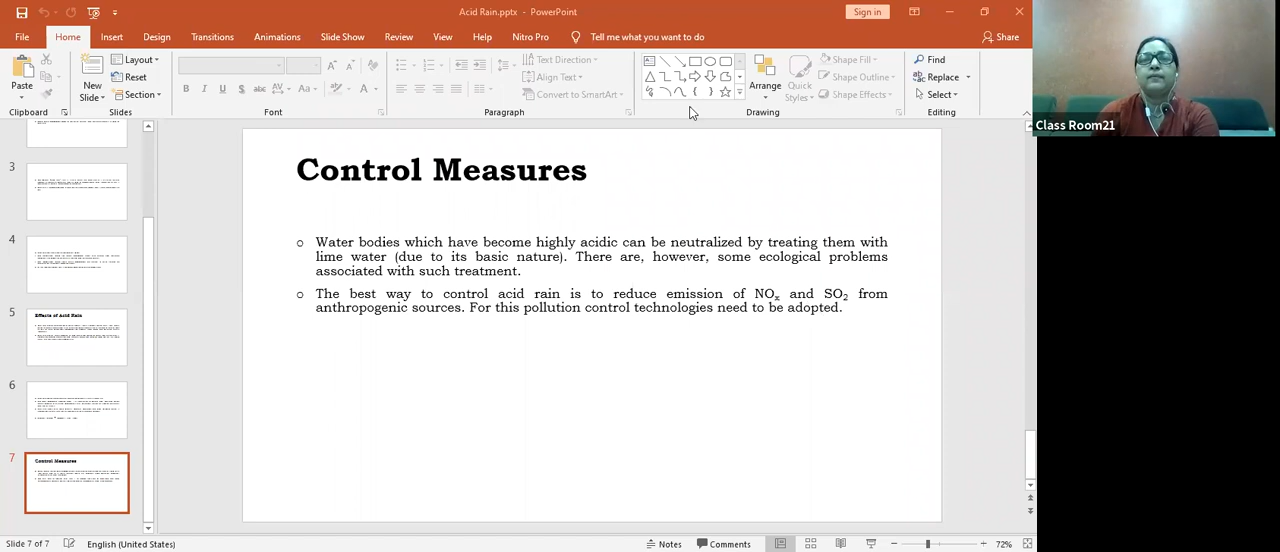 Acid Rain.pptx - PowerPoint
Sign in
File Home Insert Design Transitions Animations Slide Show Review View Help Nitro Pro Tell me what you want to do Share
Paste
Clipboard
New Slide
Layout
Reset
Section
Slides
B I U S abc AV Aa A
Font
Text Direction
Align Text
Convert to SmartArt
Paragraph
Arrange
Quick Styles
Shape Fill
Shape Outline
Shape Effects
Drawing
Find
Replace
Select
Editing
Class Room21
3
4
5
Effects of Acid Rain
6
7
Control Measures
Control Measures
o Water bodies which have become highly acidic can be neutralized by treating them with
lime water (due to its basic nature). There are, however, some ecological problems
associated with such treatment.
o The best way to control acid rain is to reduce emission of NOx and SO2 from
anthropogenic sources. For this pollution control technologies need to be adopted.
Slide 7 of 7 English (United States) Notes Comments 72%